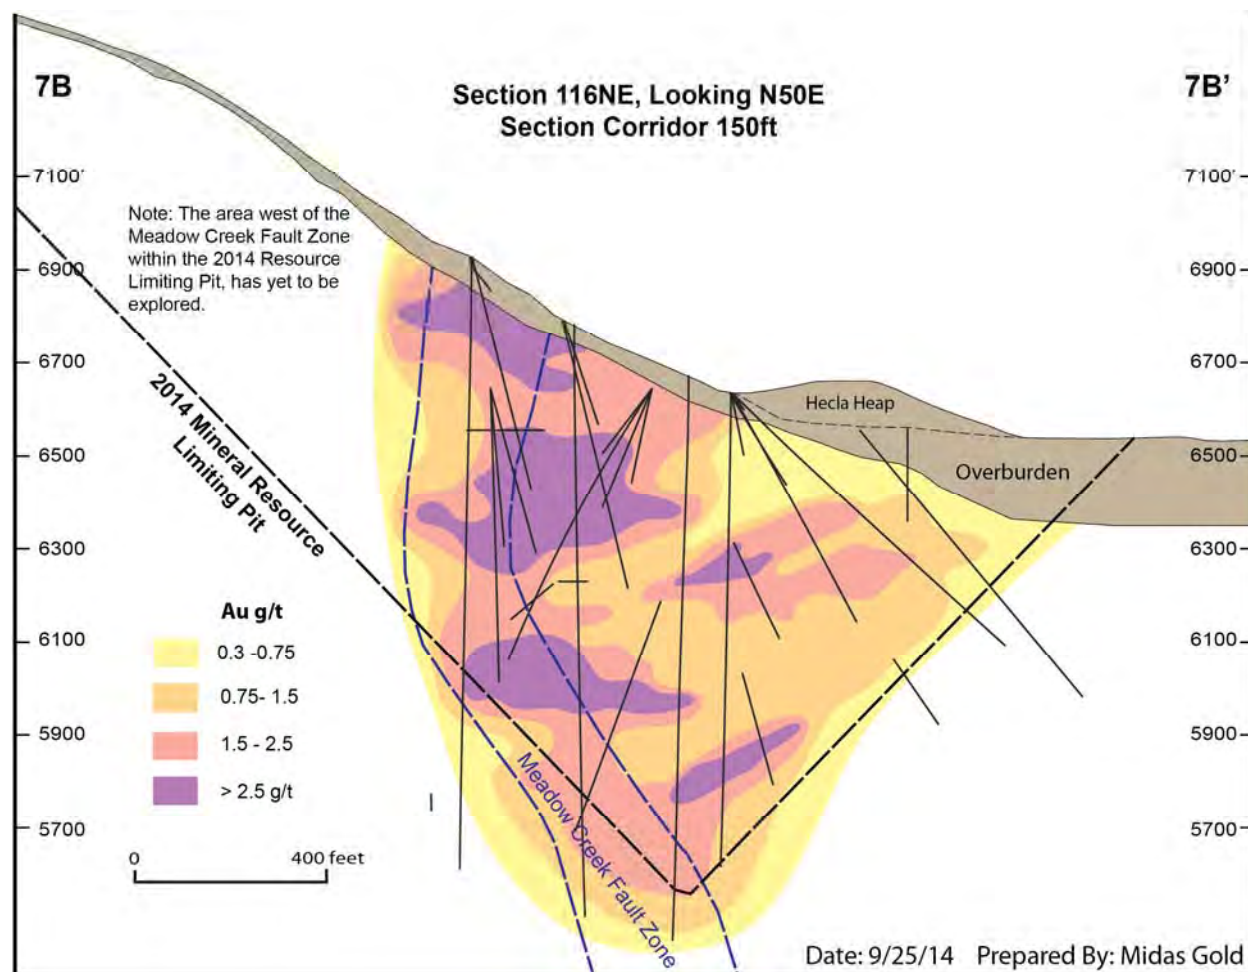 7B
Section 116NE, Looking N50E
Section Corridor 150ft
7B'
7100'
7100'
Note: The area west of the
Meadow Creek Fault Zone
within the 2014 Resource
Limiting Pit, has yet to be
explored.
6900
6900
6700
6700
2014 Mineral Resource
Limiting Pit
Hecla Heap
Overburden
6500
6500
6300
6300
Au g/t
0.3 -0.75
0.75- 1.5
1.5 - 2.5
> 2.5 g/t
6100
6100
5900
5900
Meadow Creek Fault Zone
5700
5700
0 400 feet
Date: 9/25/14 Prepared By: Midas Gold